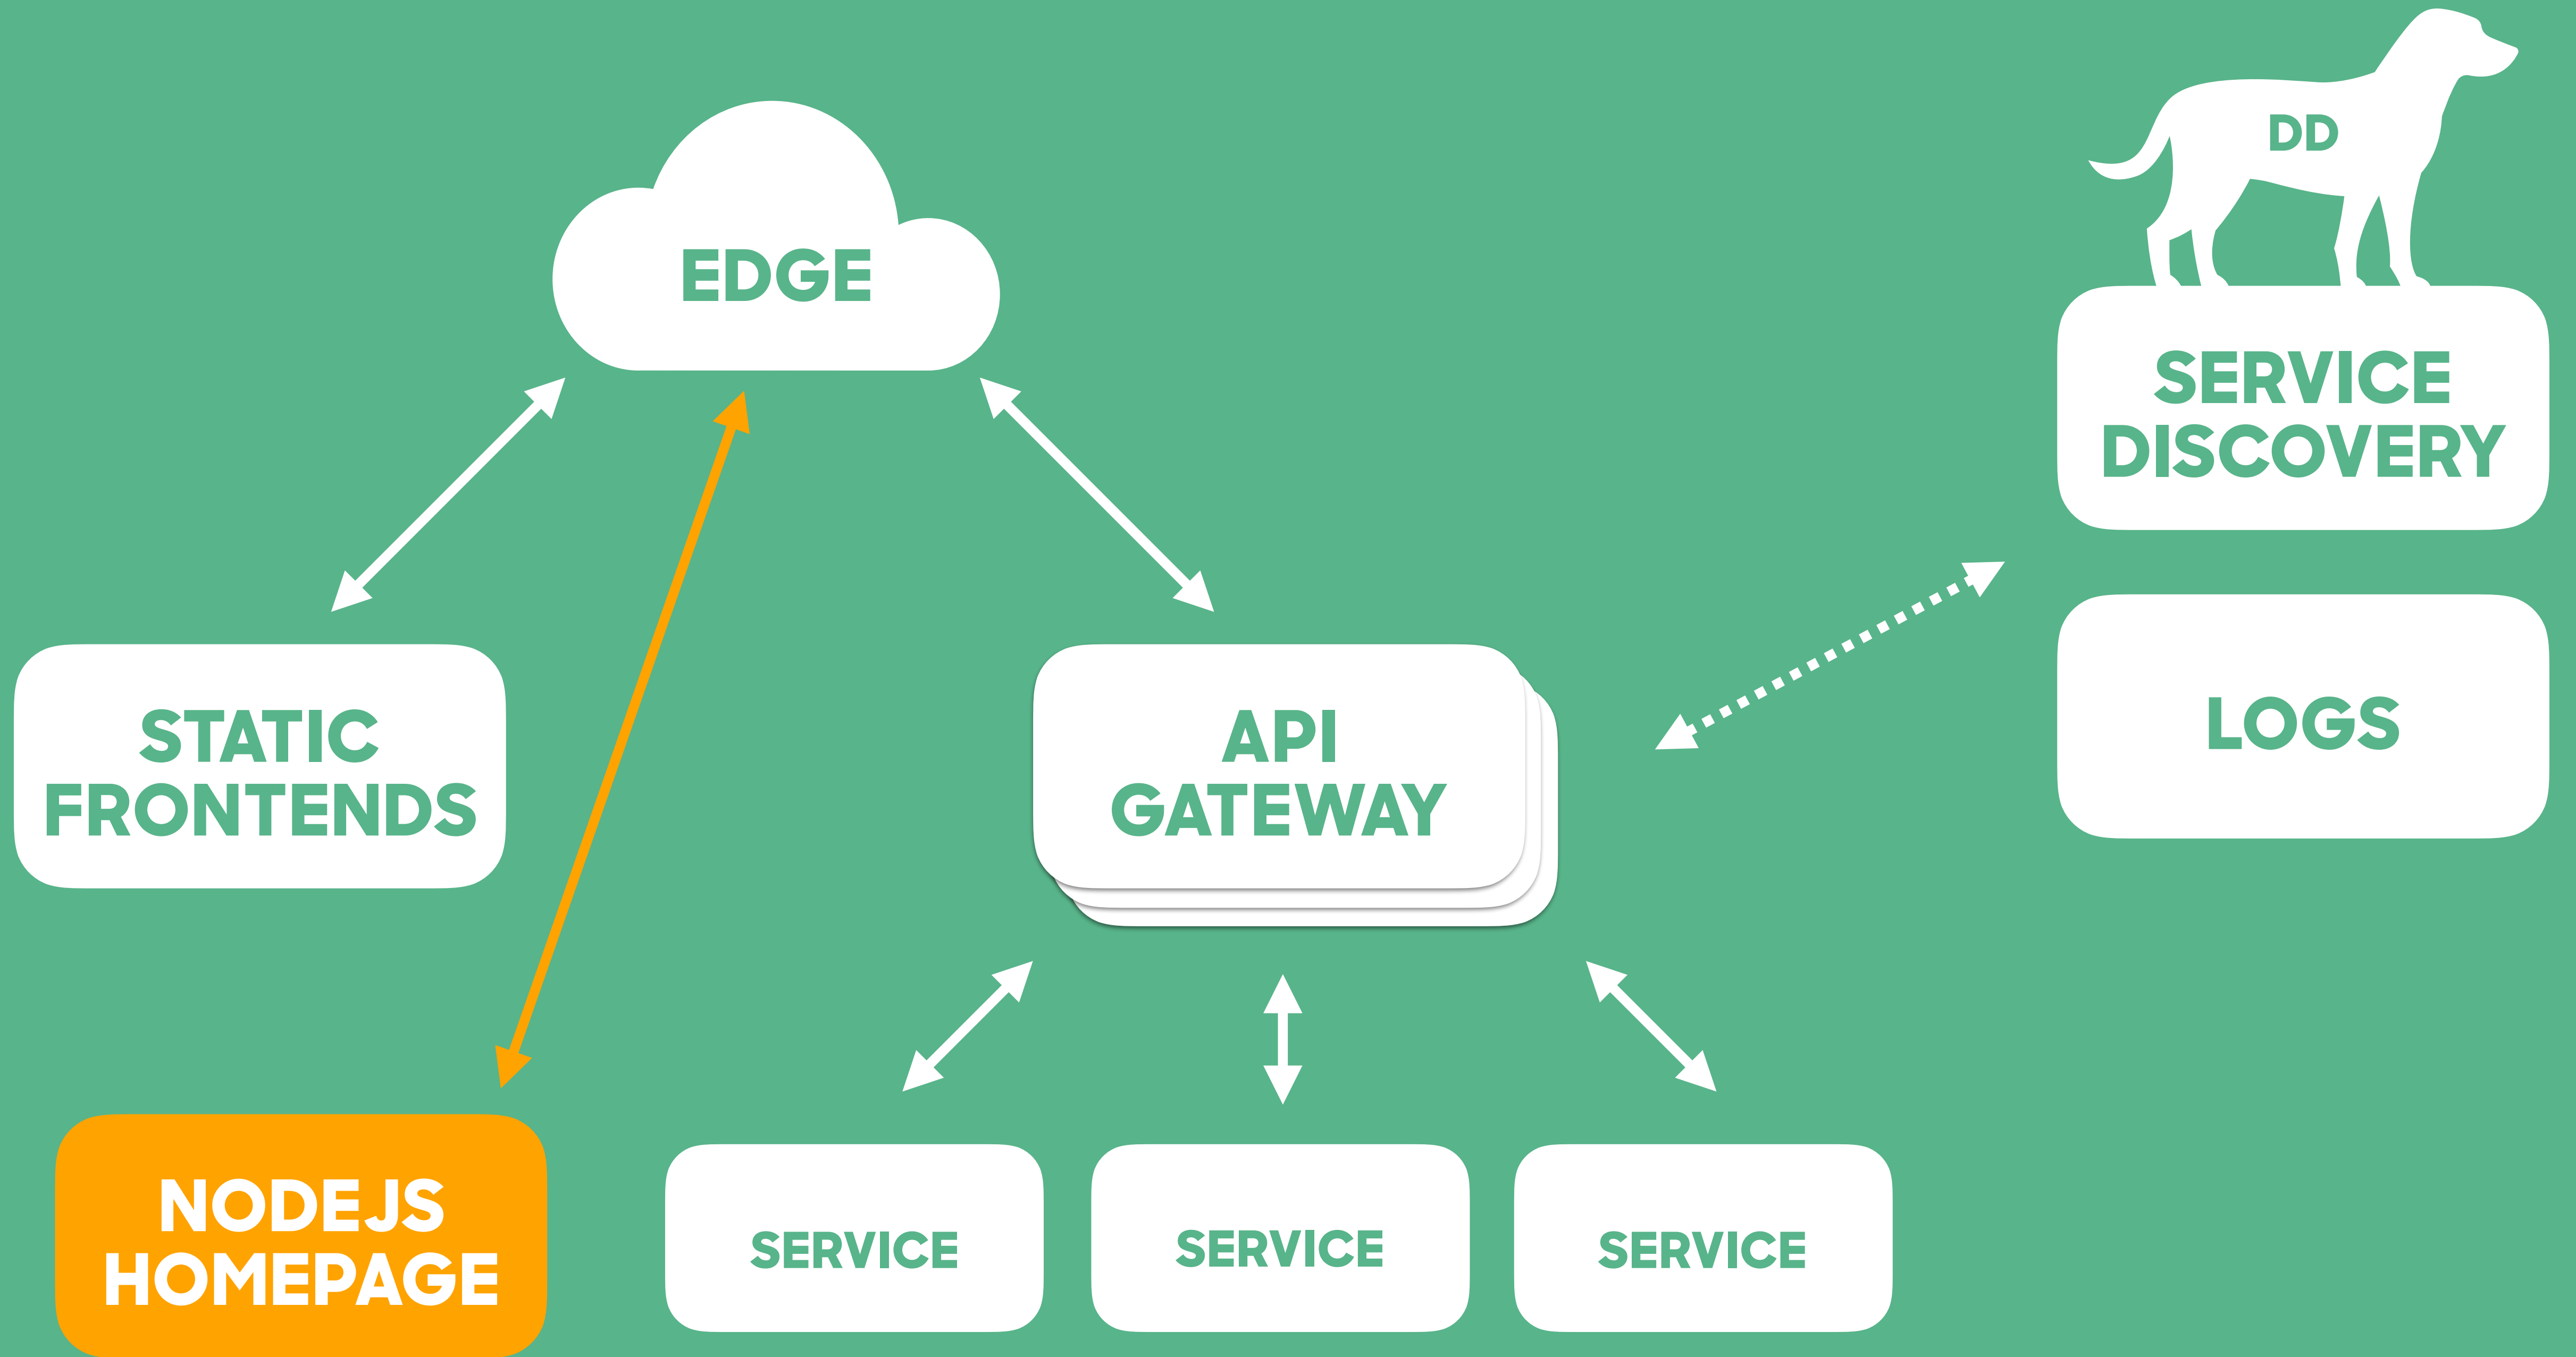 EDGE
DD
SERVICE
DISCOVERY
STATIC
FRONTENDS
API
GATEWAY
LOGS
NODEJS
HOMEPAGE
SERVICE
SERVICE
SERVICE